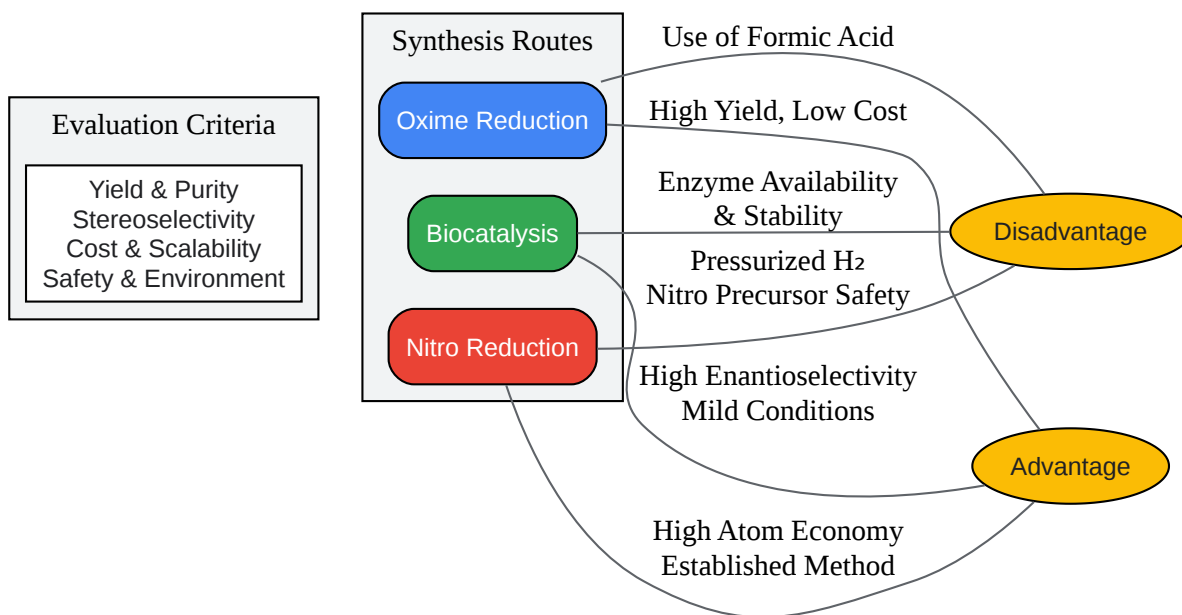 Evaluation Criteria
Yield & Purity
Stereoselectivity
Cost & Scalability
Safety & Environment
Synthesis Routes
Oxime Reduction
Biocatalysis
Nitro Reduction
Use of Formic Acid
High Yield, Low Cost
Enzyme Availability
& Stability
Pressurized H₂
Nitro Precursor Safety
High Enantioselectivity
Mild Conditions
High Atom Economy
Established Method
Disadvantage
Advantage